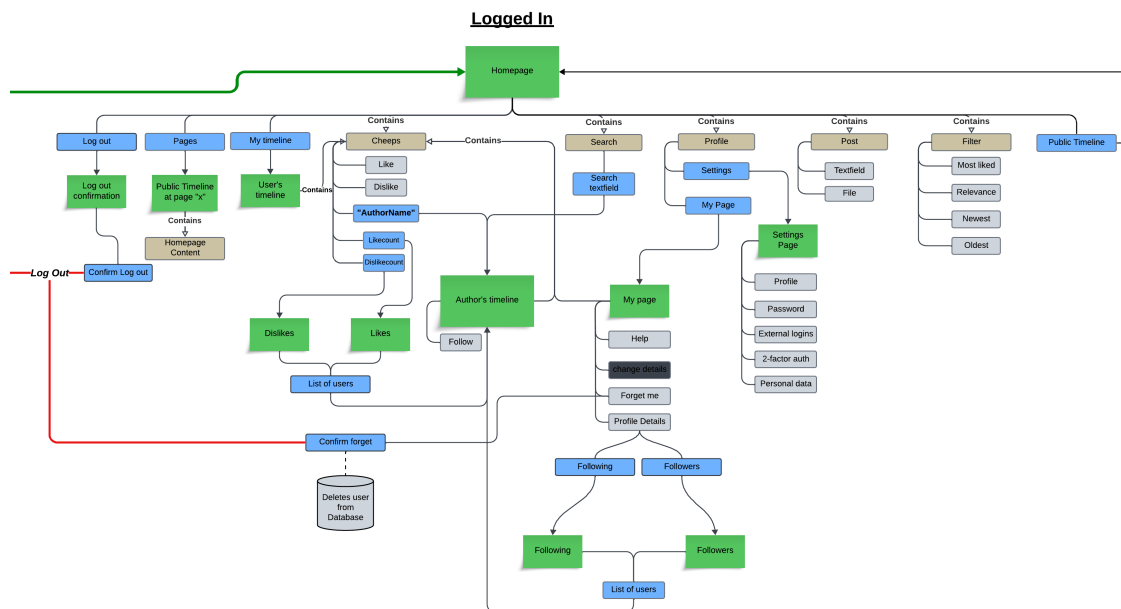 Logged In
Homepage
Contains
Contains
Contains
Contains
Contains
Log out
Pages
My timeline
Cheeps
Contains
Search
Profile
Post
Filter
Public Timeline
Like
Dislike
Settings
Textfield
File
Most liked
Relevance
Newest
Oldest
Log out
confirmation
Public Timeline
at page "x"
User's
timeline
Contains
Search
textfield
"AuthorName"
My Page
Contains
Homepage
Content
Likecount
Dislikecount
Settings
Page
Log Out
Confirm Log out
Author's timeline
My page
Profile
Password
External logins
2-factor auth
Personal data
Dislikes
Likes
Follow
Help
change details
Forget me
Profile Details
List of users
Confirm forget
Deletes user
from
Database
Following
Followers
Following
Followers
List of users